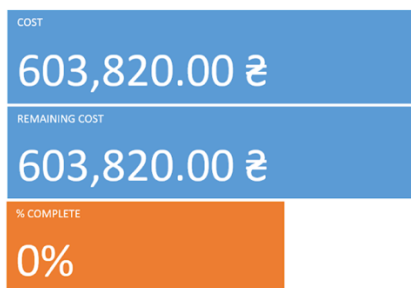 COST
603,820.00 ₴
REMAINING COST
603,820.00 ₴
% COMPLETE
0%